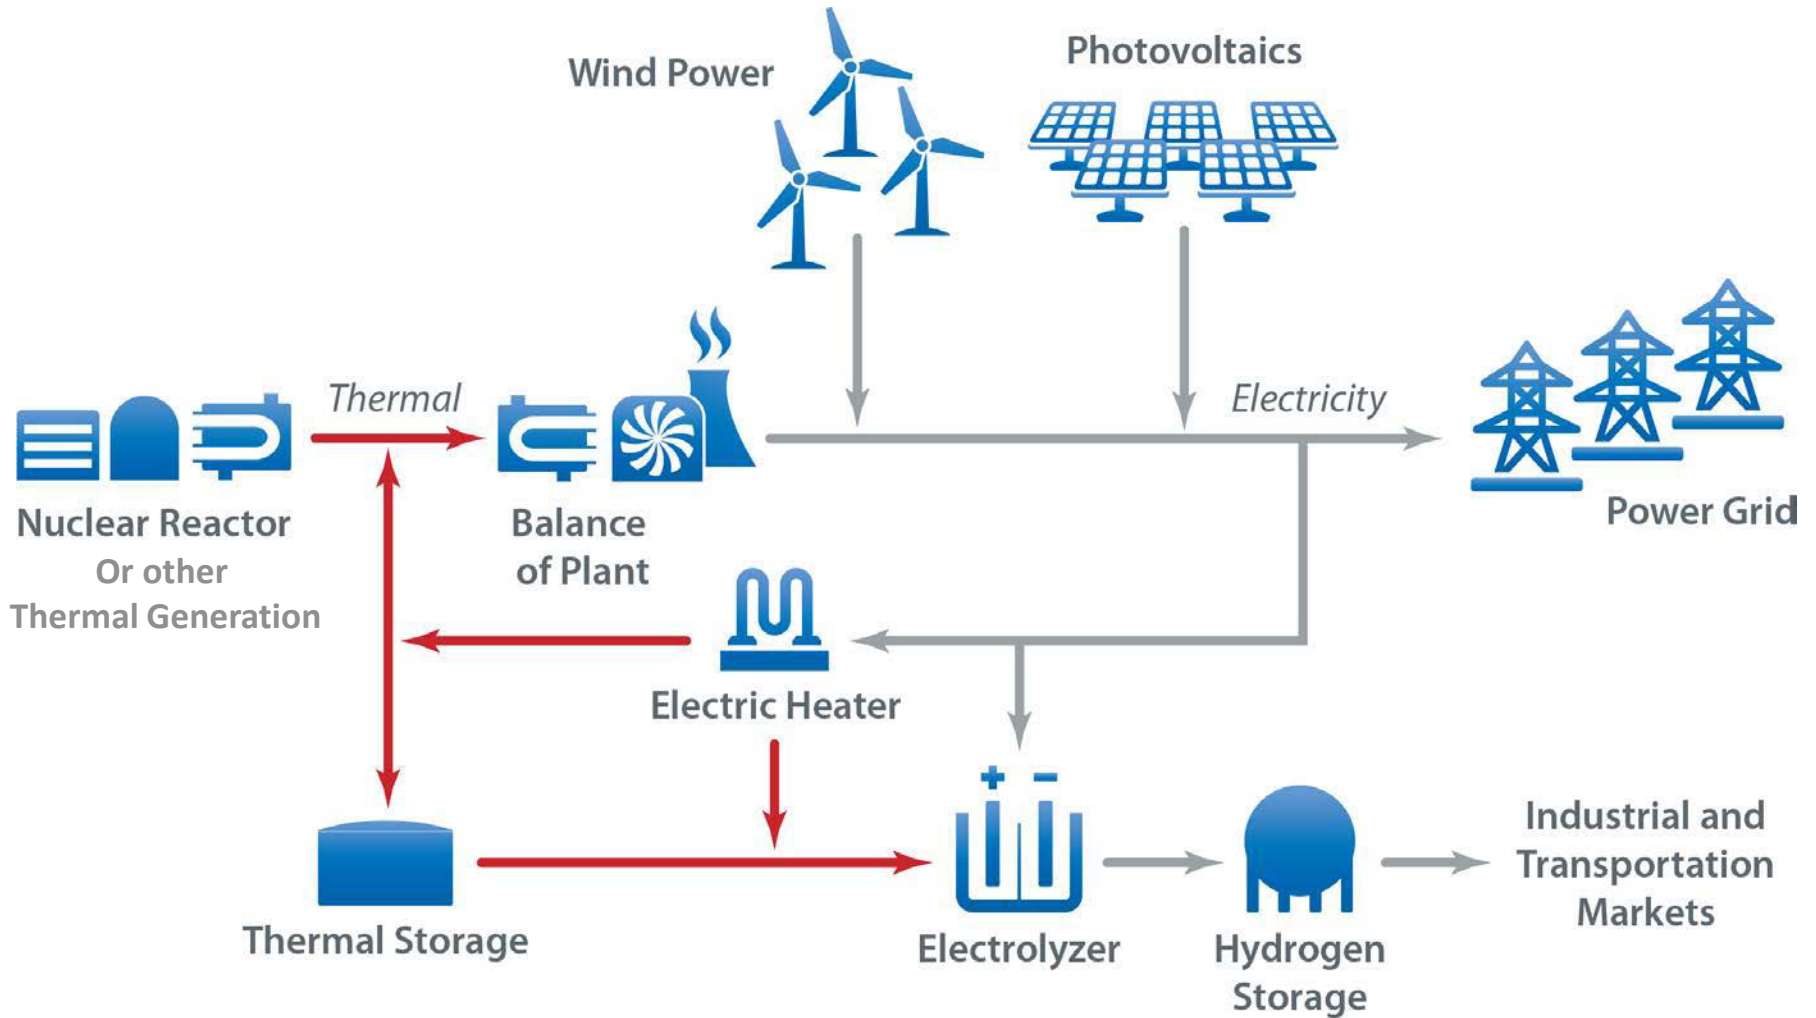 Wind Power
Photovoltaics
Thermal
Electricity
Nuclear Reactor
Or other
Thermal Generation
Balance
of Plant
Power Grid
Electric Heater
+ −
Thermal Storage
Electrolyzer
Hydrogen
Storage
Industrial and
Transportation
Markets